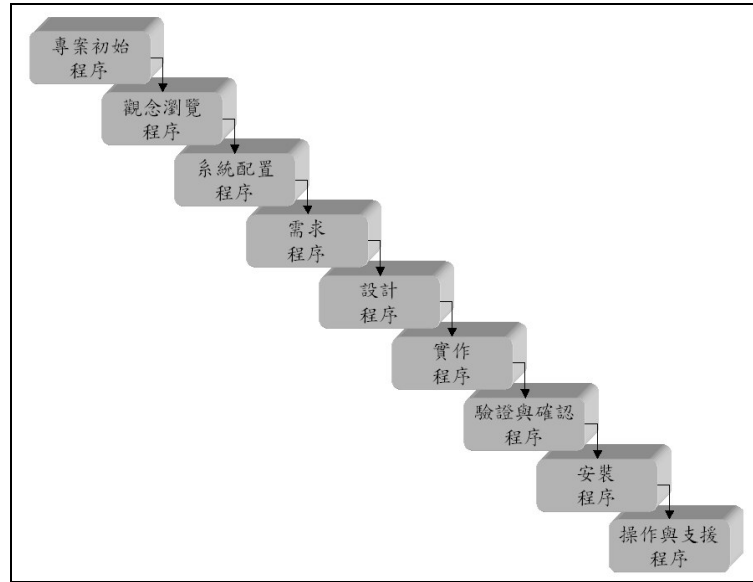 專案初始
程序
觀念瀏覽
程序
系統配置
程序
需求
程序
設計
程序
實作
程序
驗證與確認
程序
安裝
程序
操作與支援
程序